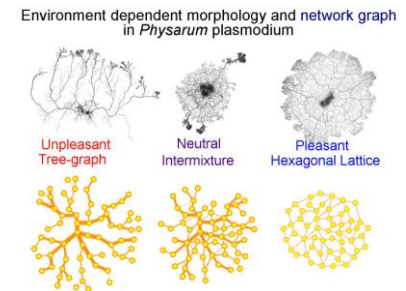 Environment dependent morphology and network graph
in Physarum plasmodium
Unpleasant
Tree-graph
Neutral
Intermixture
Pleasant
Hexagonal Lattice